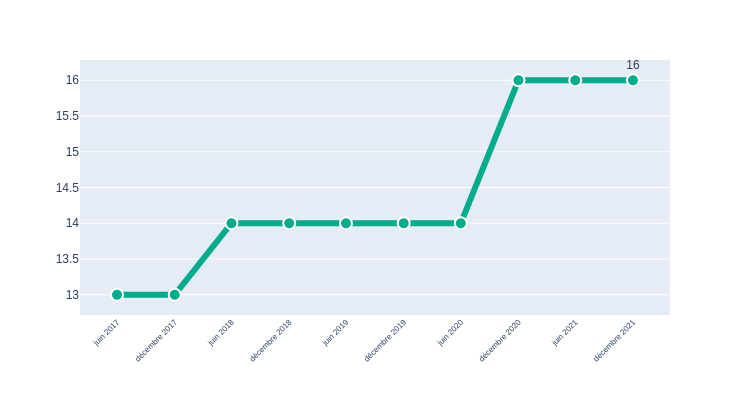 16
16
15.5
15
14.5
14
13.5
13
juin 2017
décembre 2017
juin 2018
décembre 2018
juin 2019
décembre 2019
juin 2020
décembre 2020
juin 2021
décembre 2021